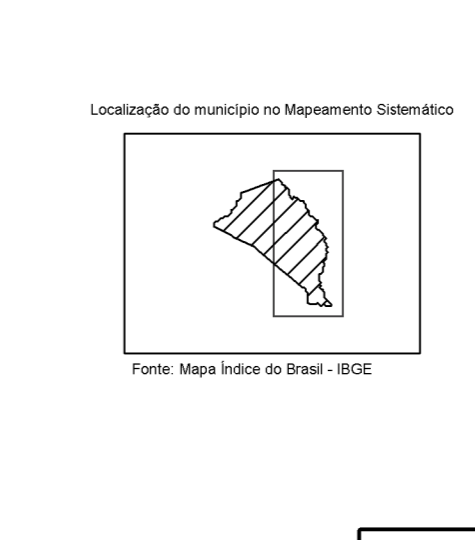 Localização do município no Mapeamento Sistemático
Fonte: Mapa Índice do Brasil - IBGE